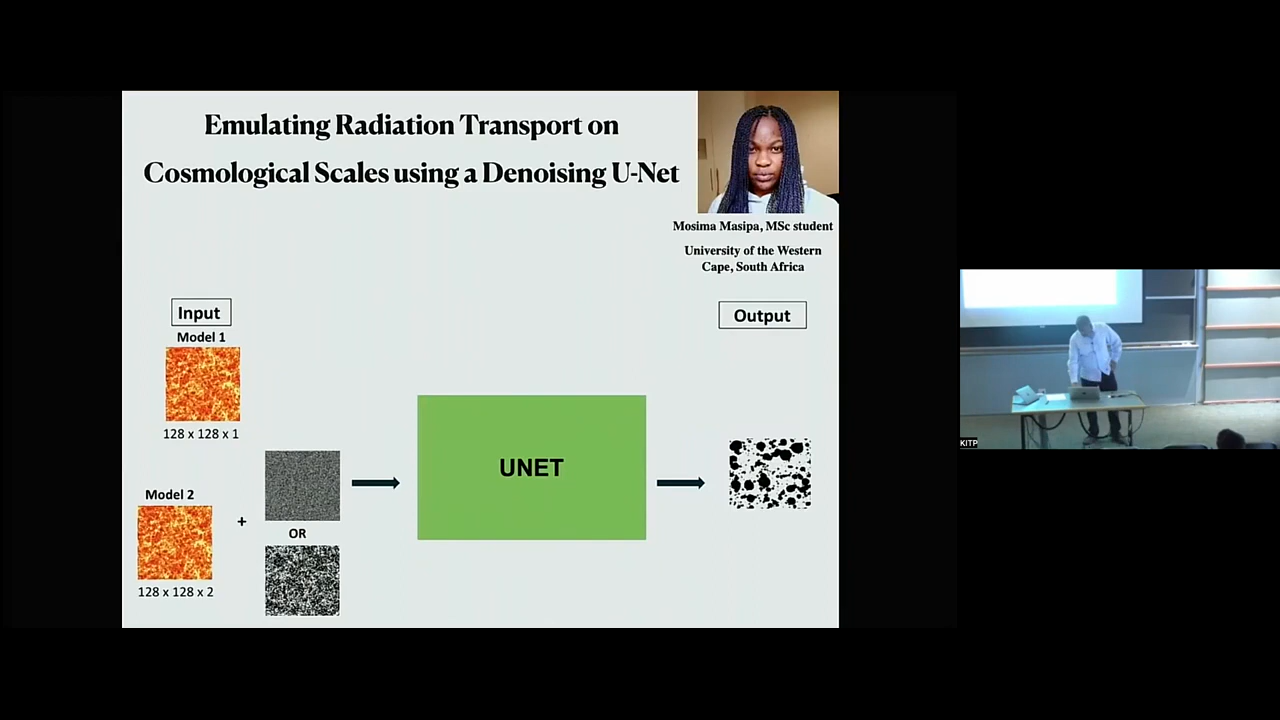 Emulating Radiation Transport on
Cosmological Scales using a Denoising U-Net
Mosima Masipa, MSc student
University of the Western
Cape, South Africa
Input
Output
Model 1
128 x 128 x 1
Model 2
+
OR
128 x 128 x 2
UNET
KITP